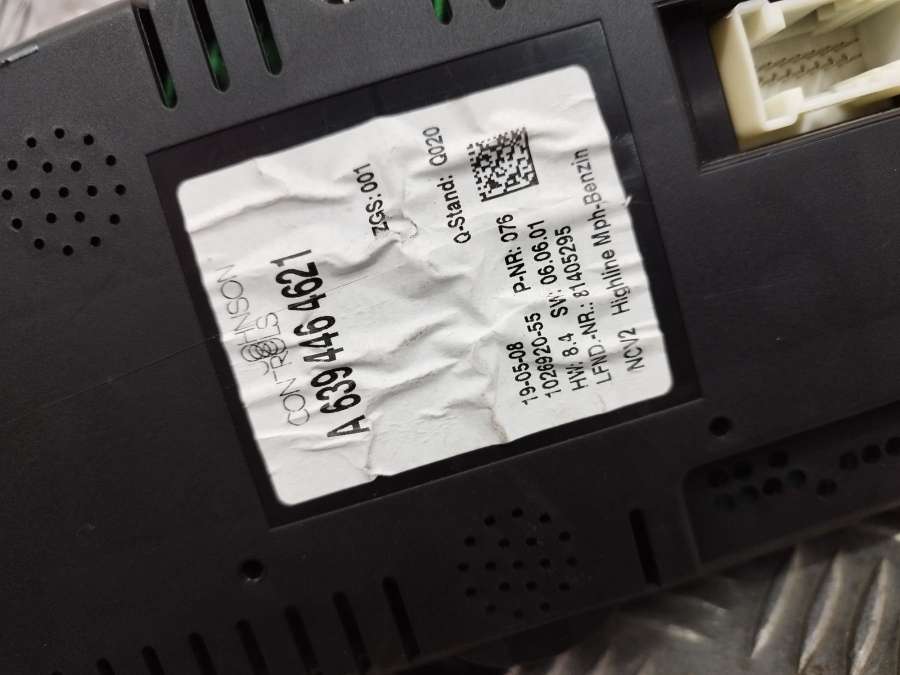 JOHNSON
CONTROLS
A 639 446 4621
ZGS: 001
Q-Stand: Q020
19-05-08 P-NR: 076
1026920-55 SW: 06.06.01
HW: 8.4
LFND.-NR.: 81405295
NCV2 Highline Mph-Benzin